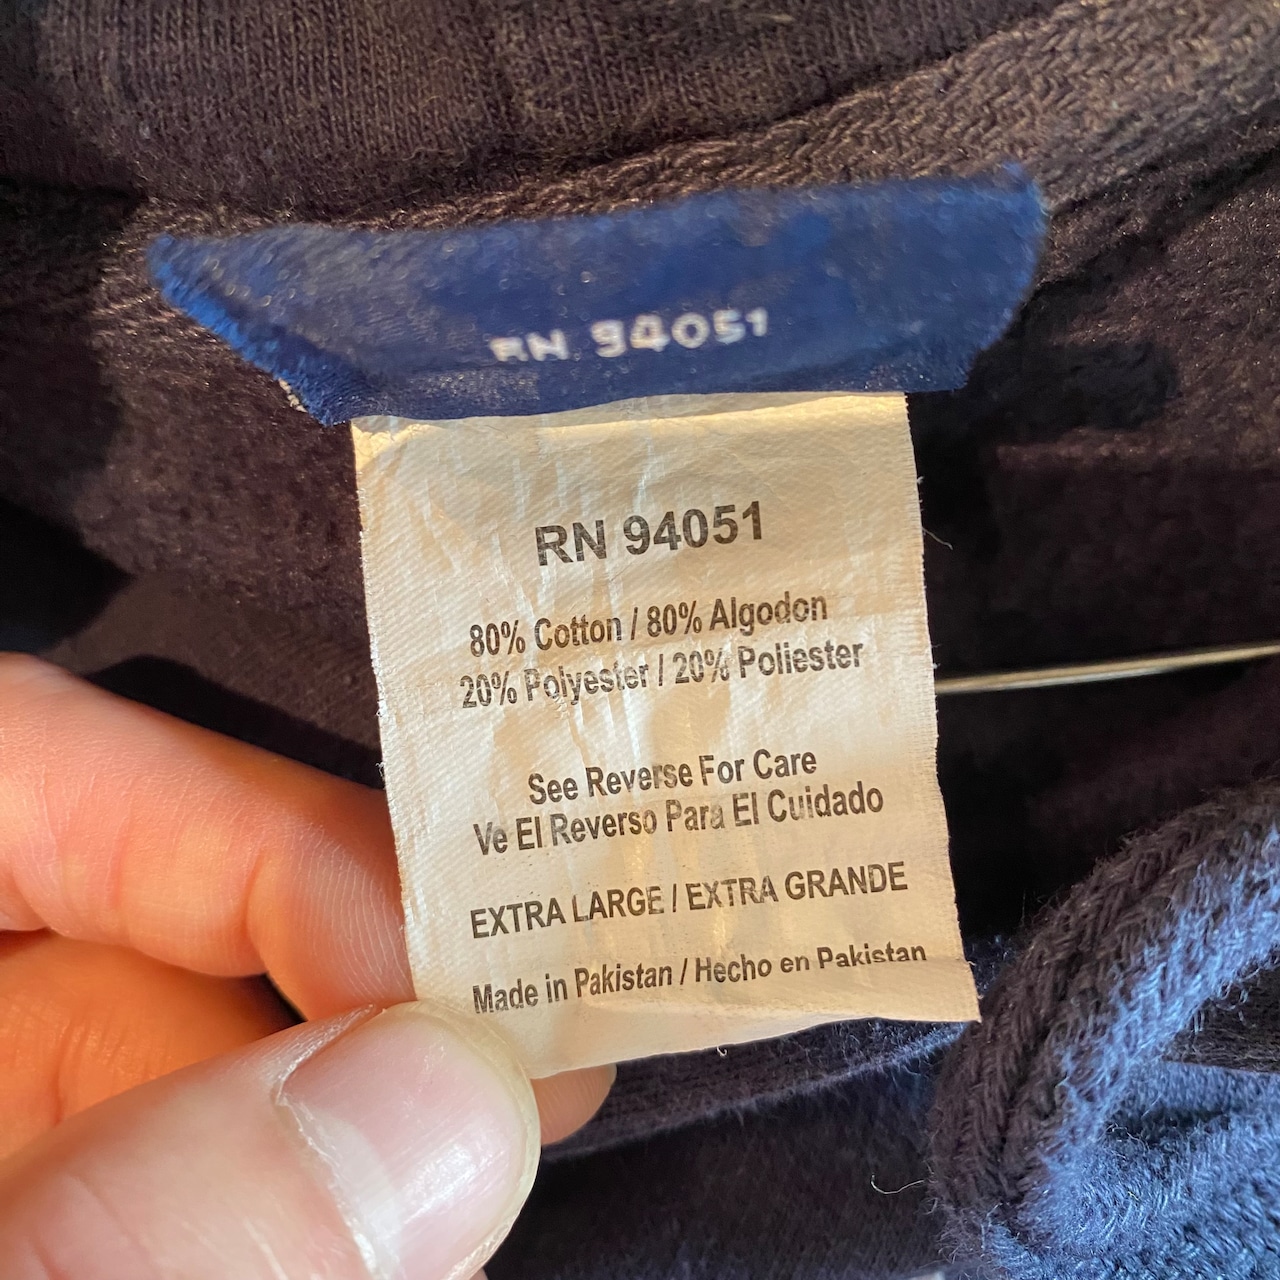 RN 94051
RN 94051
80% Cotton / 80% Algodon
20% Polyester / 20% Poliester
See Reverse For Care
Ve El Reverso Para El Cuidado
EXTRA LARGE / EXTRA GRANDE
Made in Pakistan / Hecho en Pakistan